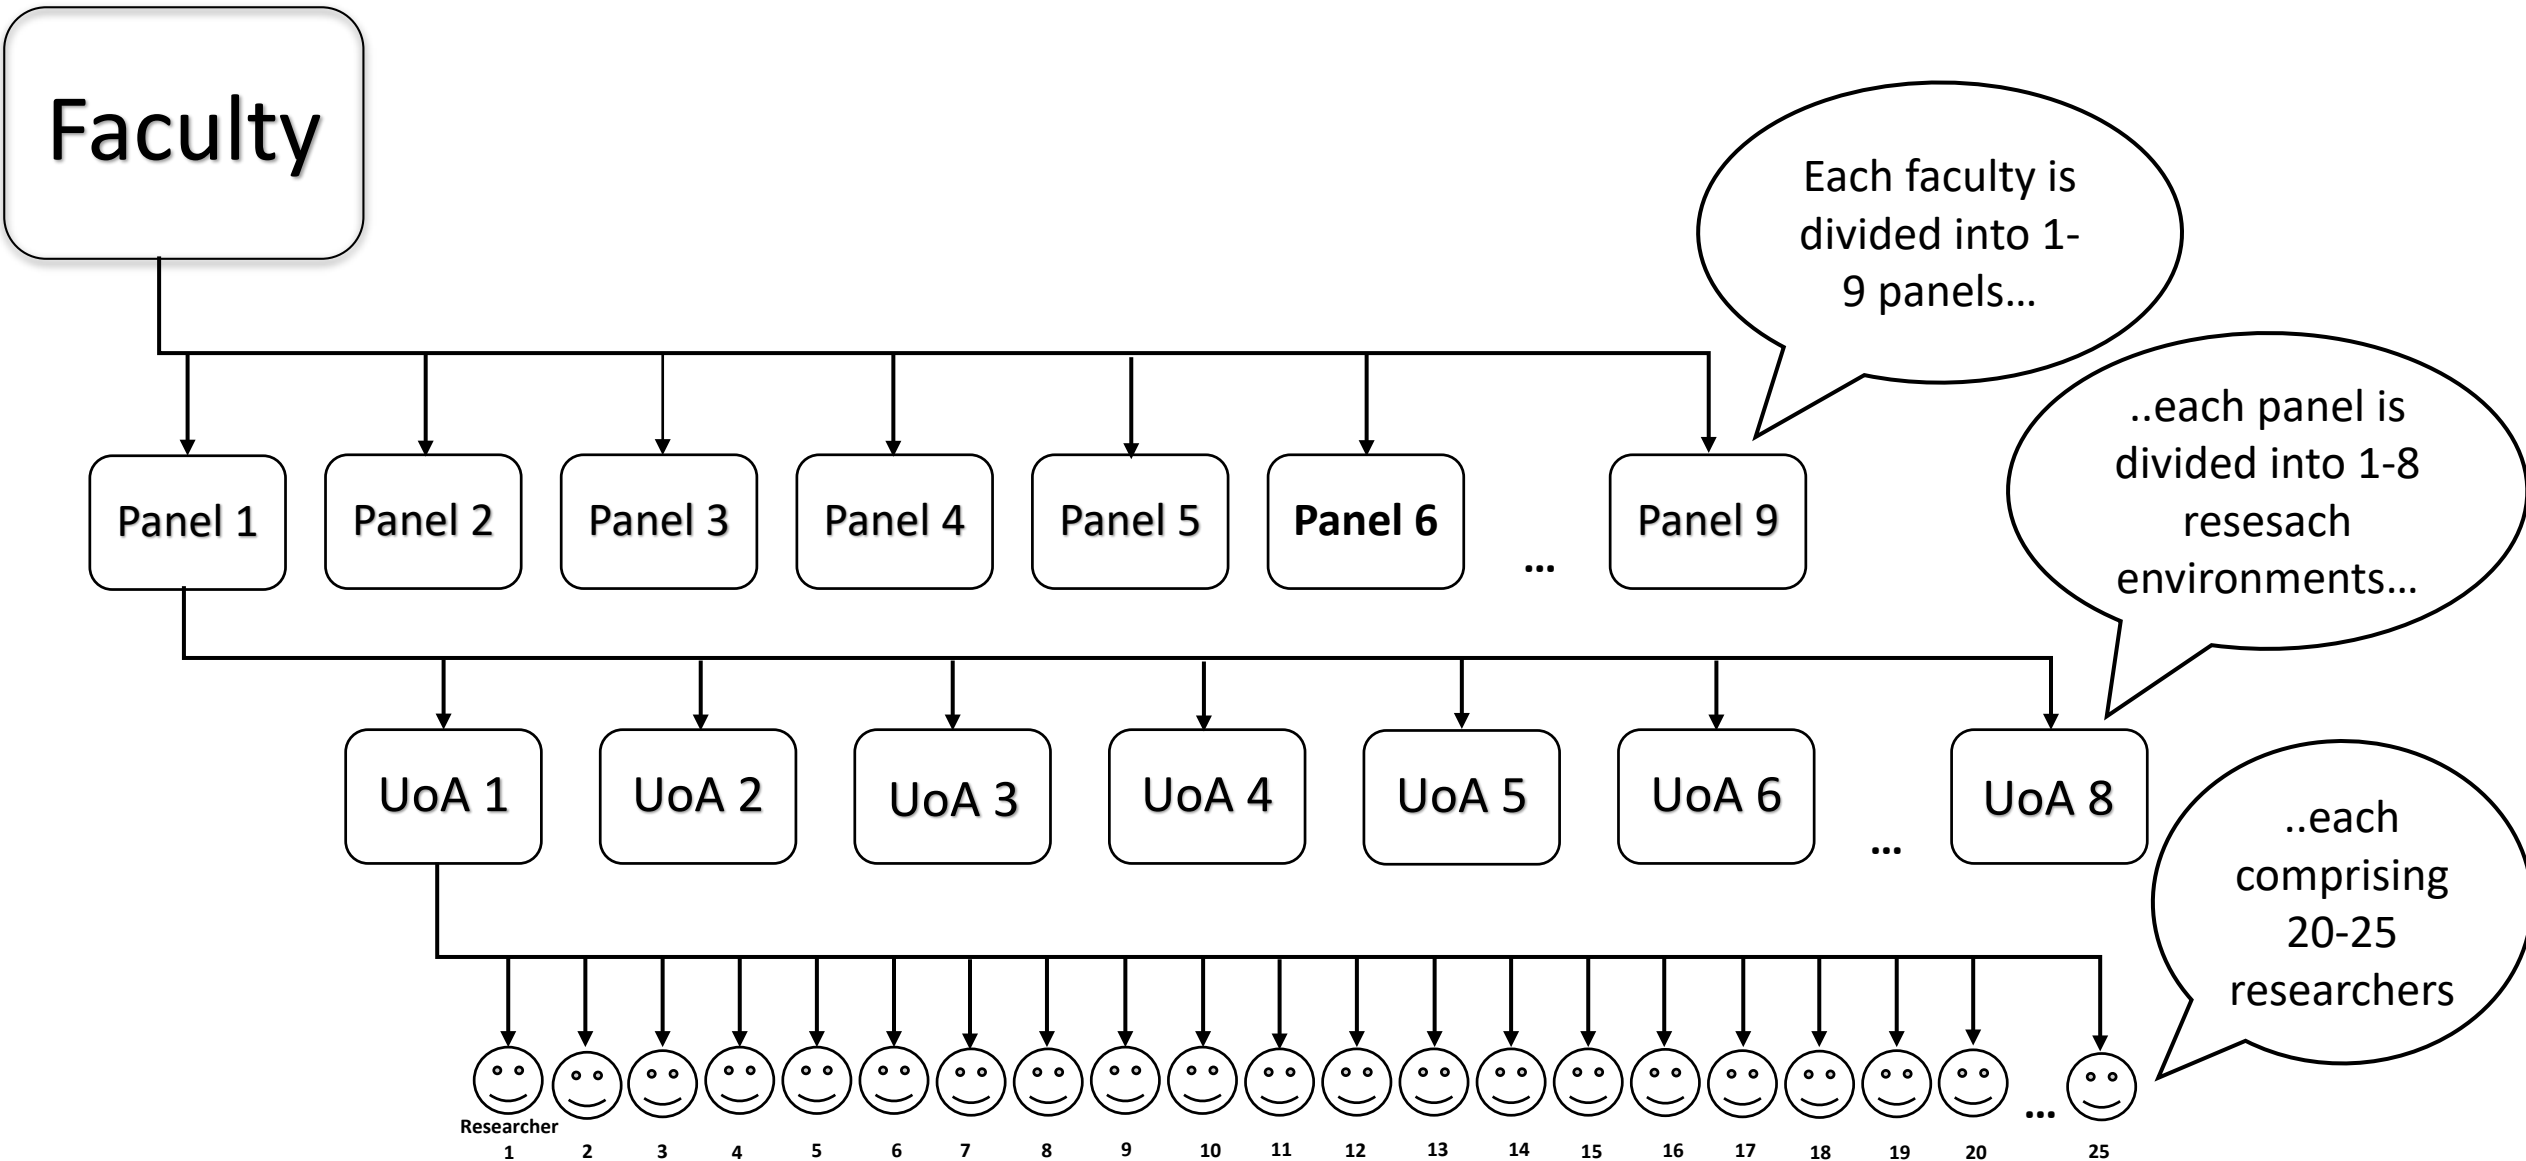 Faculty
Each faculty is
divided into 1-
9 panels...
..each panel is
divided into 1-8
resesach
environments...
Panel 1
Panel 2
Panel 3
Panel 4
Panel 5
Panel 6
...
Panel 9
UoA 1
UoA 2
UoA 3
UoA 4
UoA 5
UoA 6
...
UoA 8
..each
comprising
20-25
researchers
...
Researcher
1 2 3 4 5 6 7 8 9 10 11 12 13 14 15 16 17 18 19 20 25